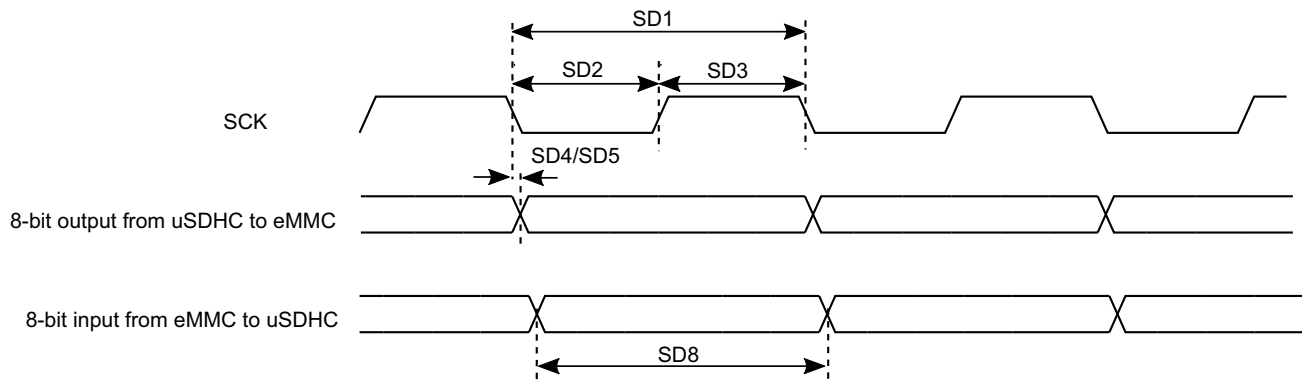 SD1
SD2
SD3
SCK
SD4/SD5
8-bit output from uSDHC to eMMC
8-bit input from eMMC to uSDHC
SD8